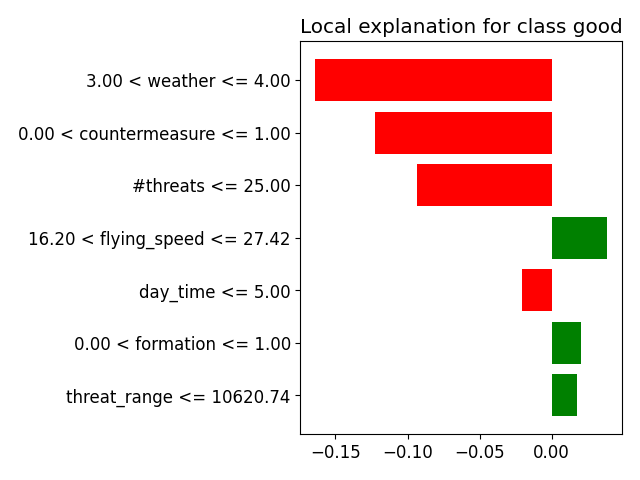 Local explanation for class good
3.00 < weather <= 4.00
0.00 < countermeasure <= 1.00
#threats <= 25.00
16.20 < flying_speed <= 27.42
day_time <= 5.00
0.00 < formation <= 1.00
threat_range <= 10620.74
−0.15 −0.10 −0.05 0.00